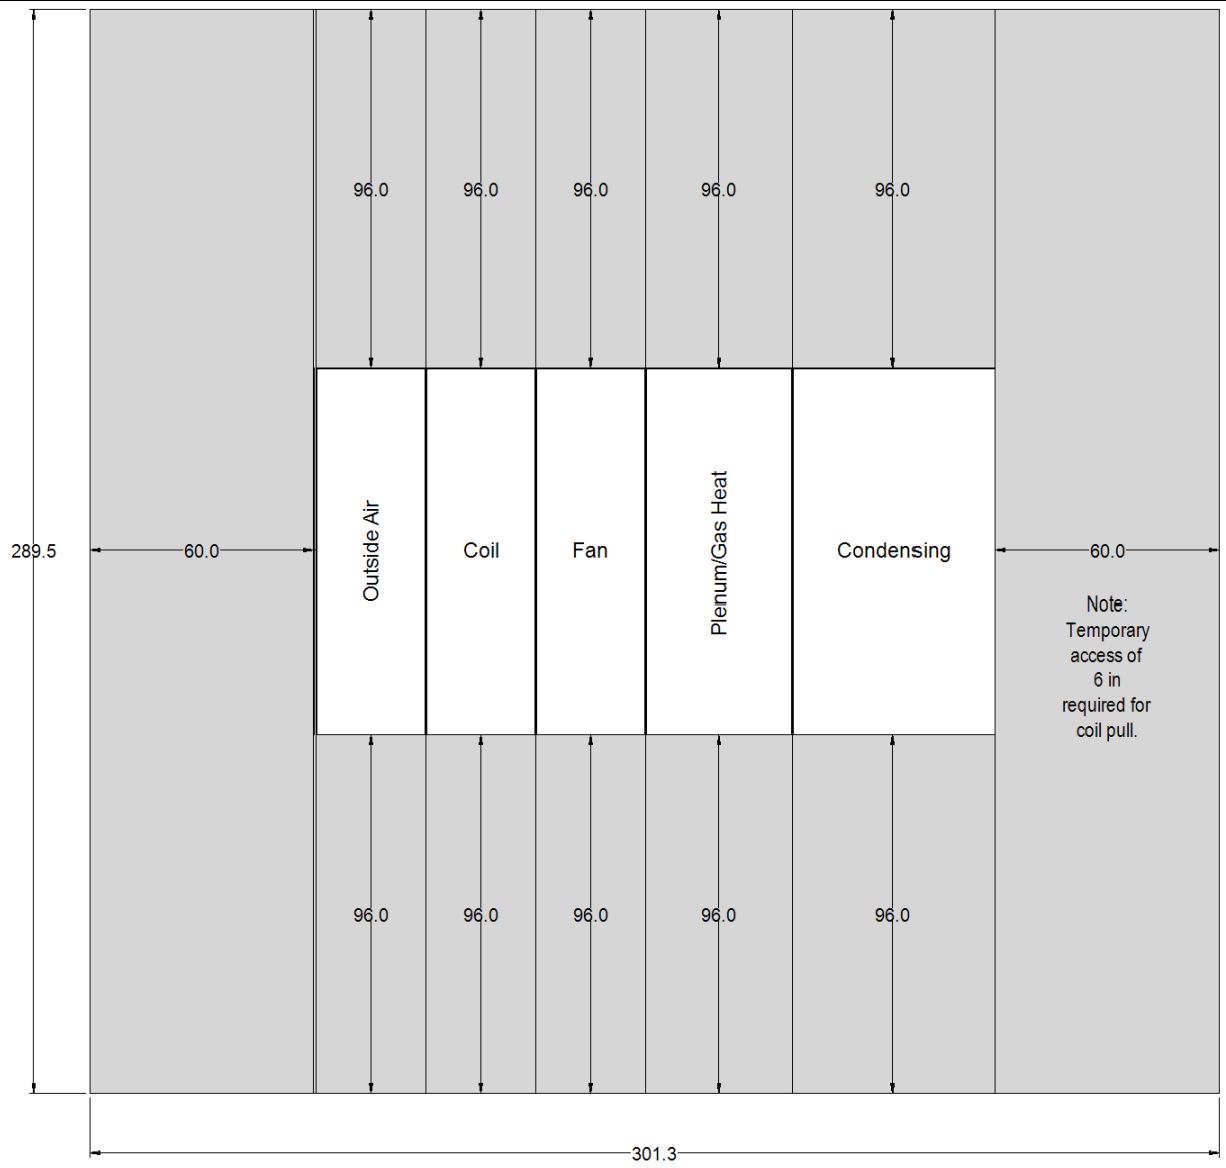 96.0 96.0 96.0 96.0 96.0
Outside Air
Coil
Fan
Plenum/Gas Heat
Condensing
289.5
60.0
60.0
Note:
Temporary
access of
6 in
required for
coil pull.
96.0 96.0 96.0 96.0 96.0
301.3